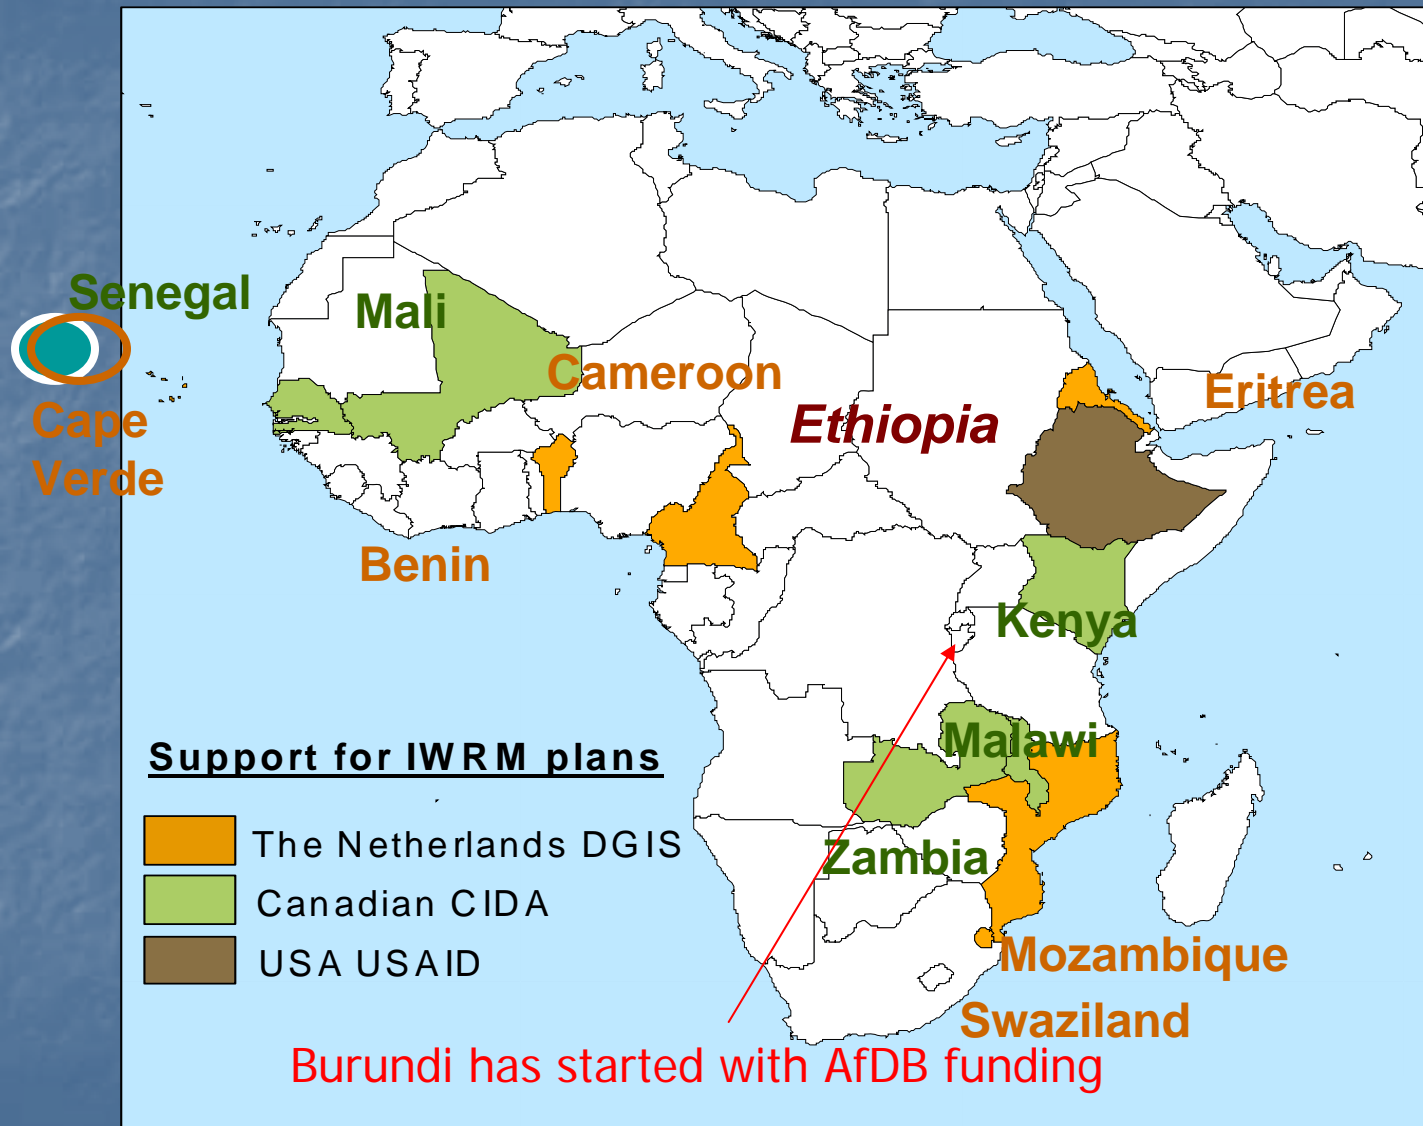 Senegal
Mali
Cameroon
Eritrea
Cape
Verde
Ethiopia
Benin
Kenya
Malawi
Support for IWRM plans
The Netherlands DGIS
Zambia
Canadian CIDA
USA USAID
Mozambique
Swaziland
Burundi has started with AfDB funding